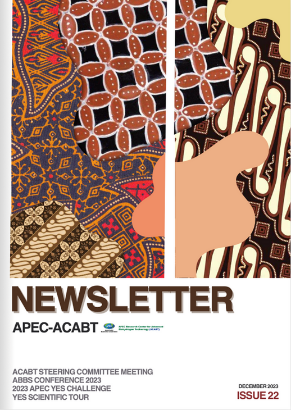 NEWSLETTER
APEC-ACABT
ACABT STEERING COMMITTEE MEETING
ABBS CONFERENCE 2023
2023 APEC YES CHALLENGE
YES SCIENTIFIC TOUR
DECEMBER 2023
ISSUE 22